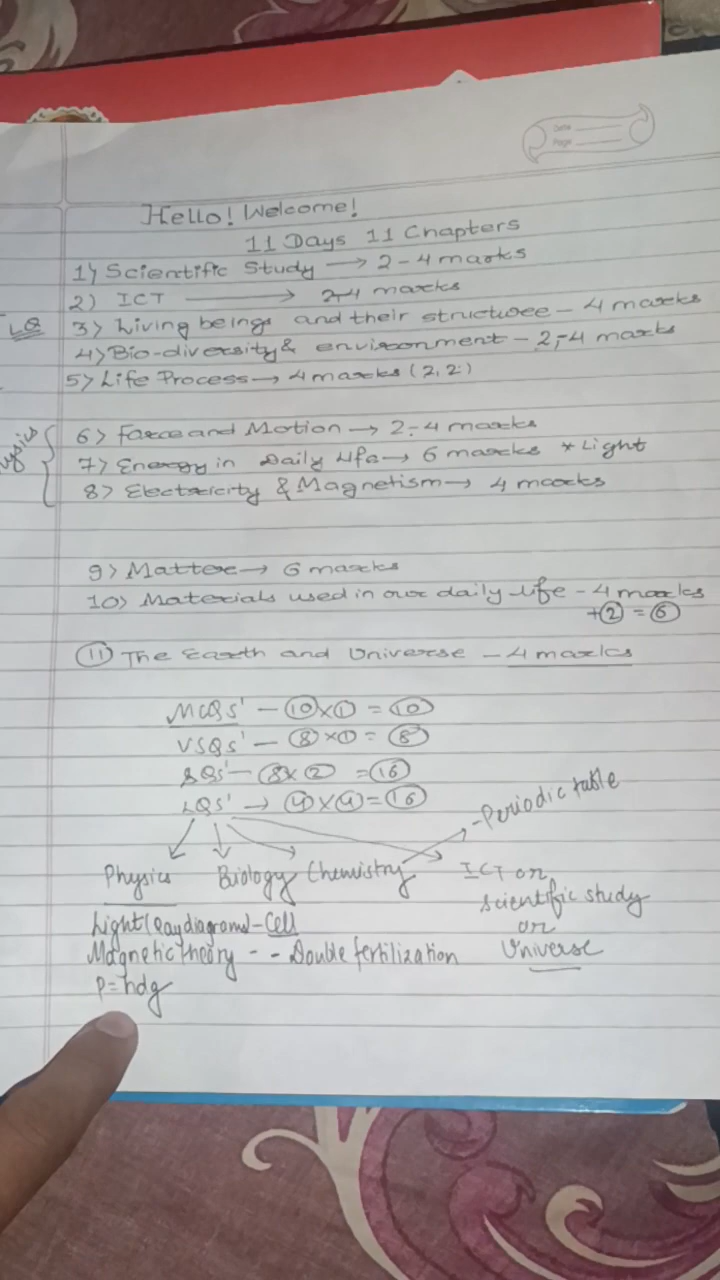 Date
Page
Hello! Welcome!
11 Days 11 Chapters
1) Scientific Study → 2-4 marks
2) ICT → 2-4 marks
LQ 3) Living beings and their structure - 4 marks
4) Bio-diversity & environment - 2,-4 marks
5) Life Process → 4 marks (2,2)
6) Force and Motion → 2-4 marks
7) Energy in Daily life → 6 marks * Light
8) Electricity & Magnetism → 4 marks
9) Matter → 6 marks
10) Materials used in our daily life - 4 marks
+② = ⑥
⑪ The Earth and Universe - 4 marks
MCQS' - ⑩×① = ⑩
VSQS' - ⑧×① = ⑧
SQS' - ⑧×② = ⑯
LQS' → ④×④ = ⑯
-Periodic table
Physics Biology Chemistry ICT or
scientific study
or
Universe
Light (Raydiagram) - Cell
Magnetic theory - - Double fertilization
P=hdg